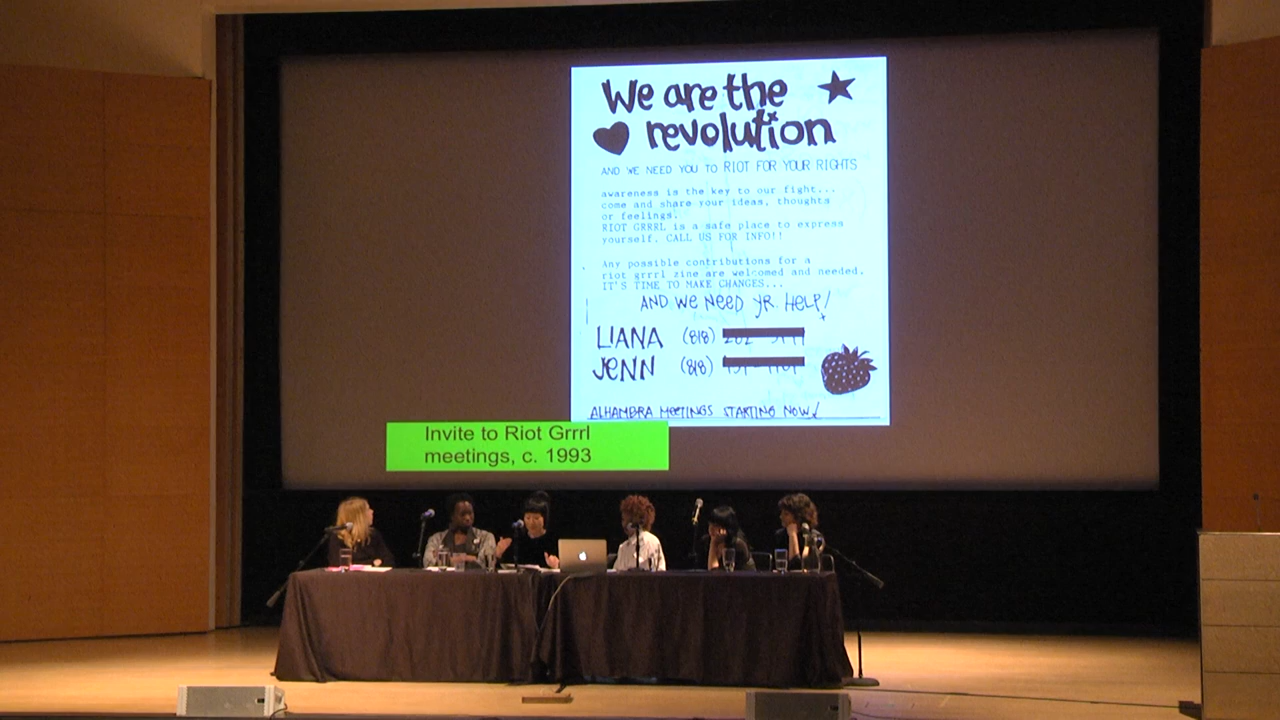 We are the
revolution
AND WE NEED YOU TO RIOT FOR YOUR RIGHTS
awareness is the key to our fight...
come and share your ideas, thoughts
or feelings.
RIOT GRRRL is a safe place to express
yourself. CALL US FOR INFO!!
Any possible contributions for a
riot grrrl zine are welcomed and needed.
IT'S TIME TO MAKE CHANGES...
AND WE NEED YR. HELP!
LIANA (818)
JENN (818)
ALHAMBRA MEETINGS STARTING NOW!
Invite to Riot Grrrl
meetings, c. 1993